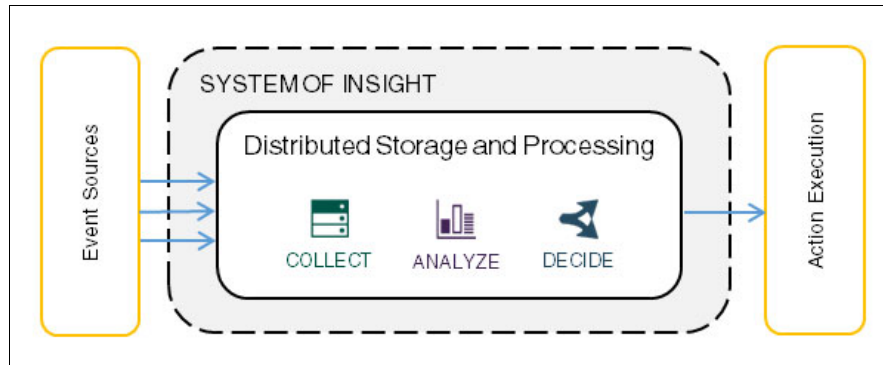 Event Sources
SYSTEM OF INSIGHT
Distributed Storage and Processing
COLLECT
ANALYZE
DECIDE
Action Execution